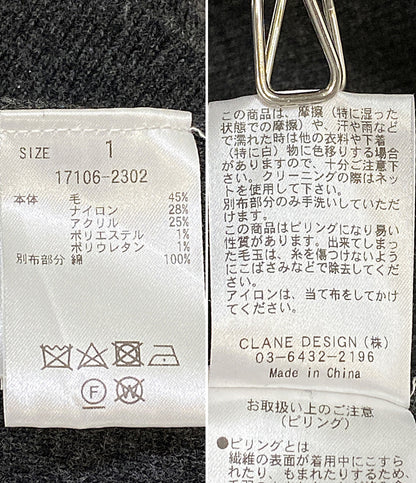 SIZE 1
17106-2302
本体 毛 45%
ナイロン 28%
アクリル 25%
ポリエステル 1%
ポリウレタン 1%
別布部分 綿 100%
F
W
この商品は、摩擦（特に湿った
状態での摩擦）や、汗や雨など
で濡れた時は他の衣料や下着
（特に白）物に色移りする場合
がありますので、十分ご注意下
さい。クリーニングの際はネッ
トを使用して下さい。
別布部分のみ手洗いしていただ
けます。
この商品はピリングになり易い
性質があります。出来てしまっ
た毛玉は、糸を傷つけないよう
にこばさみなどで除去してくだ
さい。
アイロンは、当て布をしてかけ
てください。
CLANE DESIGN（株）
03-6432-2196
Made in China
お取扱い上のご注意
（ピリング）
●ピリングとは
繊維の表面が着用中にこすら
れたり、もまれたりするため